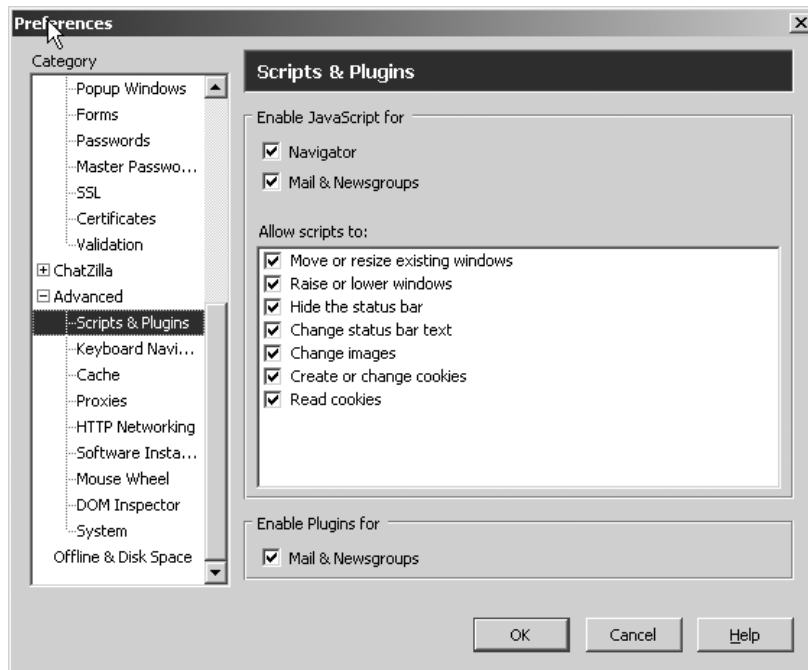 Preferences
Category
Popup Windows
Forms
Passwords
Master Passwo...
SSL
Certificates
Validation
ChatZilla
Advanced
Scripts & Plugins
Keyboard Navi...
Cache
Proxies
HTTP Networking
Software Insta...
Mouse Wheel
DOM Inspector
System
Offline & Disk Space
Scripts & Plugins
Enable JavaScript for
Navigator
Mail & Newsgroups
Allow scripts to:
Move or resize existing windows
Raise or lower windows
Hide the status bar
Change status bar text
Change images
Create or change cookies
Read cookies
Enable Plugins for
Mail & Newsgroups
OK Cancel Help